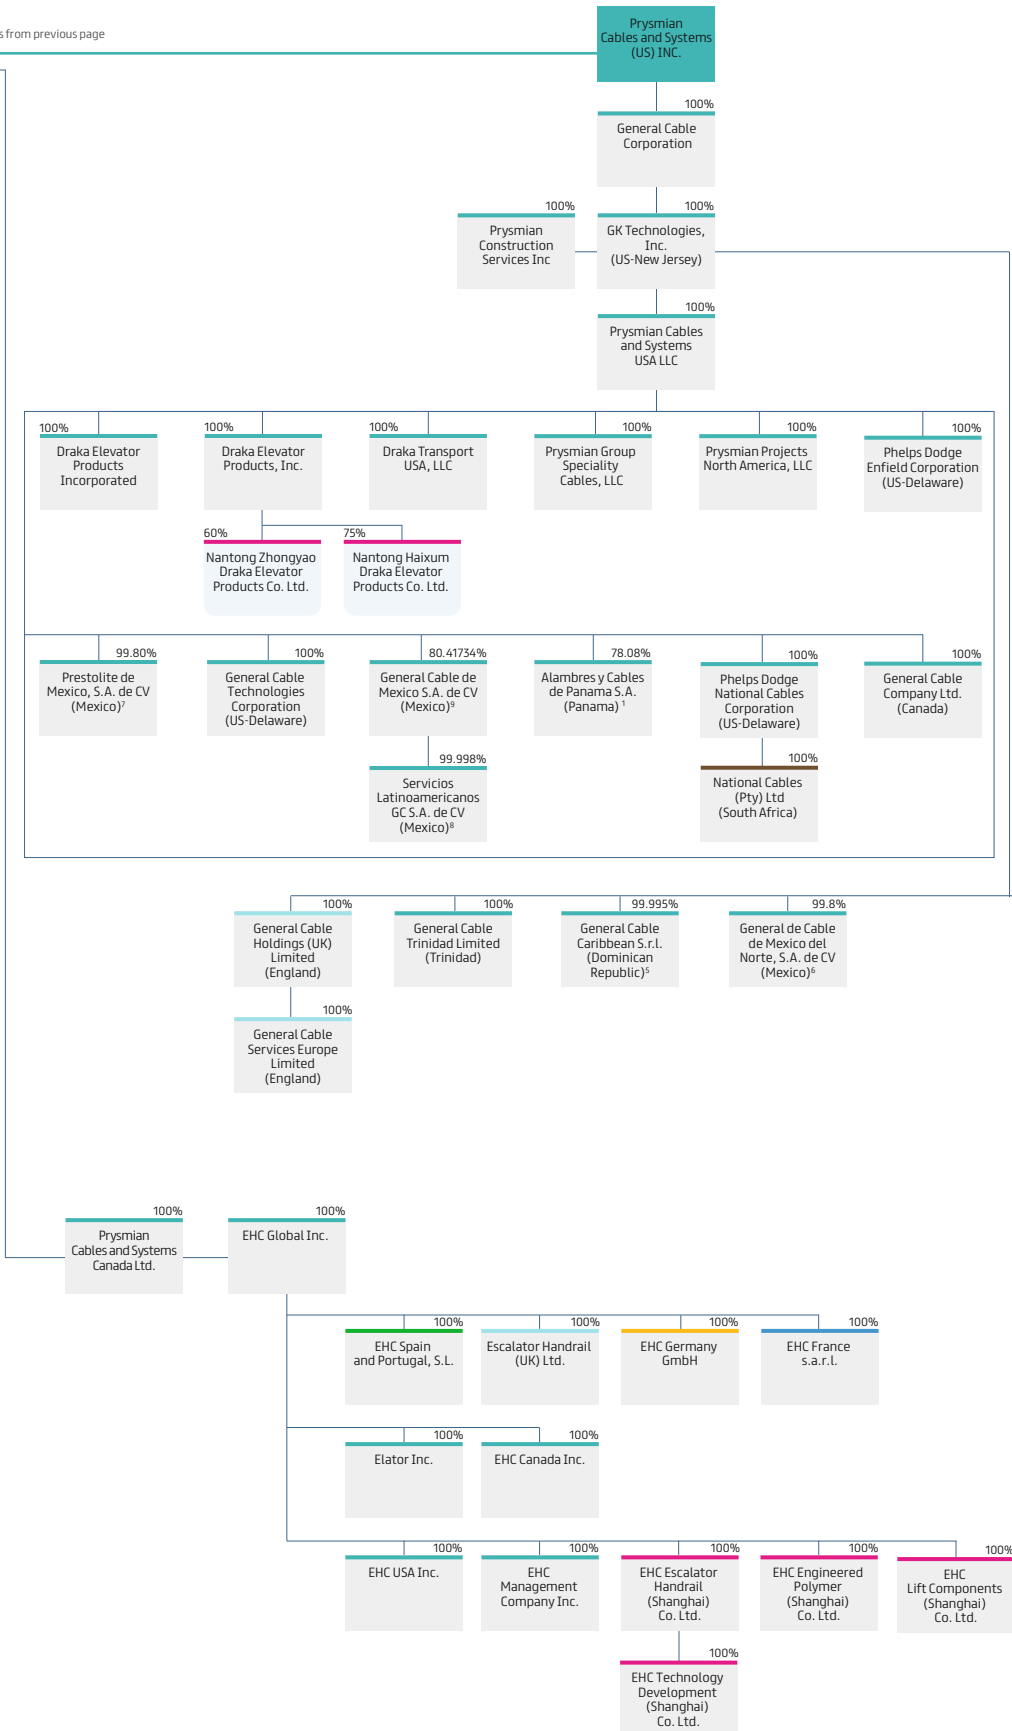 s from previous page
Prysmian
Cables and Systems
(US) INC.
100%
General Cable
Corporation
100%
Prysmian
Construction
Services Inc
100%
GK Technologies,
Inc.
(US-New Jersey)
100%
Prysmian Cables
and Systems
USA LLC
100%
Draka Elevator
Products
Incorporated
100%
Draka Elevator
Products, Inc.
100%
Draka Transport
USA, LLC
100%
Prysmian Group
Speciality
Cables, LLC
100%
Prysmian Projects
North America, LLC
100%
Phelps Dodge
Enfield Corporation
(US-Delaware)
60%
Nantong Zhongyao
Draka Elevator
Products Co. Ltd.
75%
Nantong Haixum
Draka Elevator
Products Co. Ltd.
99.80%
Prestolite de
Mexico, S.A. de CV
(Mexico)7
100%
General Cable
Technologies
Corporation
(US-Delaware)
80.41734%
General Cable de
Mexico S.A. de CV
(Mexico)9
78.08%
Alambres y Cables
de Panama S.A.
(Panama) 1
100%
Phelps Dodge
National Cables
Corporation
(US-Delaware)
100%
General Cable
Company Ltd.
(Canada)
99.998%
Servicios
Latinoamericanos
GC S.A. de CV
(Mexico)8
100%
National Cables
(Pty) Ltd
(South Africa)
100%
General Cable
Holdings (UK)
Limited
(England)
100%
General Cable
Trinidad Limited
(Trinidad)
99.995%
General Cable
Caribbean S.r.l.
(Dominican
Republic)5
99.8%
General de Cable
de Mexico del
Norte, S.A. de CV
(Mexico)6
100%
General Cable
Services Europe
Limited
(England)
100%
Prysmian
Cables and Systems
Canada Ltd.
100%
EHC Global Inc.
100%
EHC Spain
and Portugal, S.L.
100%
Escalator Handrail
(UK) Ltd.
100%
EHC Germany
GmbH
100%
EHC France
s.a.r.l.
100%
Elator Inc.
100%
EHC Canada Inc.
100%
EHC USA Inc.
100%
EHC
Management
Company Inc.
100%
EHC Escalator
Handrail
(Shanghai)
Co. Ltd.
100%
EHC Engineered
Polymer
(Shanghai)
Co. Ltd.
100%
EHC
Lift Components
(Shanghai)
Co. Ltd.
100%
EHC Technology
Development
(Shanghai)
Co. Ltd.